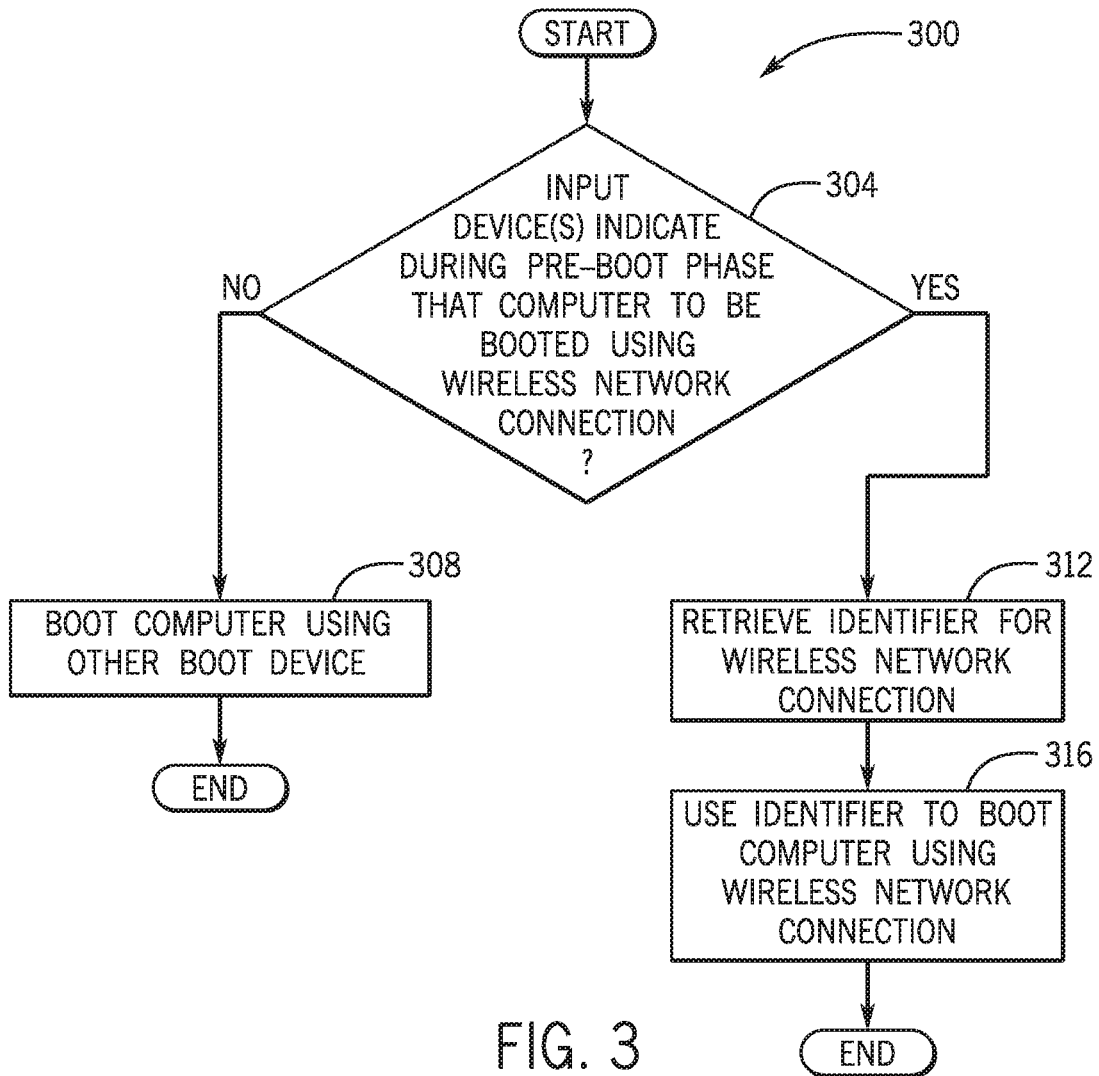 START
300
INPUT
DEVICE(S) INDICATE
DURING PRE-BOOT PHASE
THAT COMPUTER TO BE
BOOTED USING
WIRELESS NETWORK
CONNECTION
?
304
NO
YES
308
BOOT COMPUTER USING
OTHER BOOT DEVICE
END
312
RETRIEVE IDENTIFIER FOR
WIRELESS NETWORK
CONNECTION
316
USE IDENTIFIER TO BOOT
COMPUTER USING
WIRELESS NETWORK
CONNECTION
END
FIG. 3